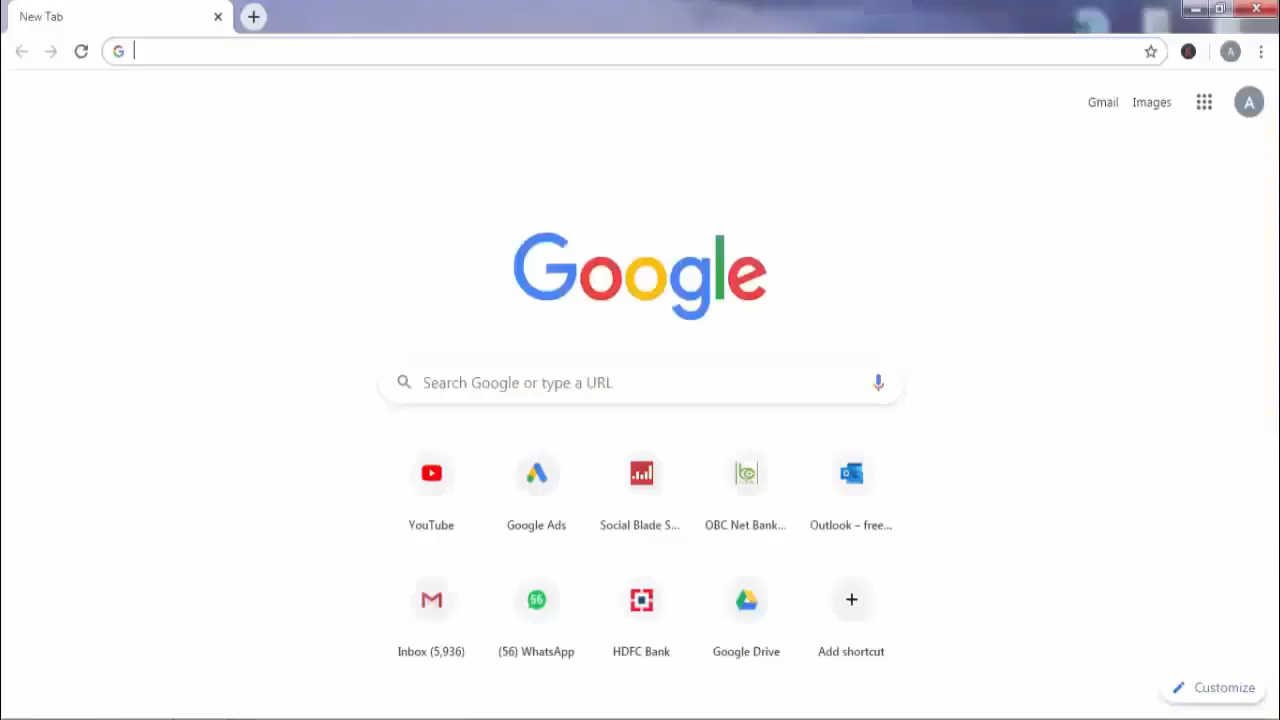 New Tab
Gmail Images
A
A
Google
Search Google or type a URL
YouTube Google Ads Social Blade S... OBC Net Bank... Outlook – free...
56
Inbox (5,936) (56) WhatsApp HDFC Bank Google Drive Add shortcut
Customize